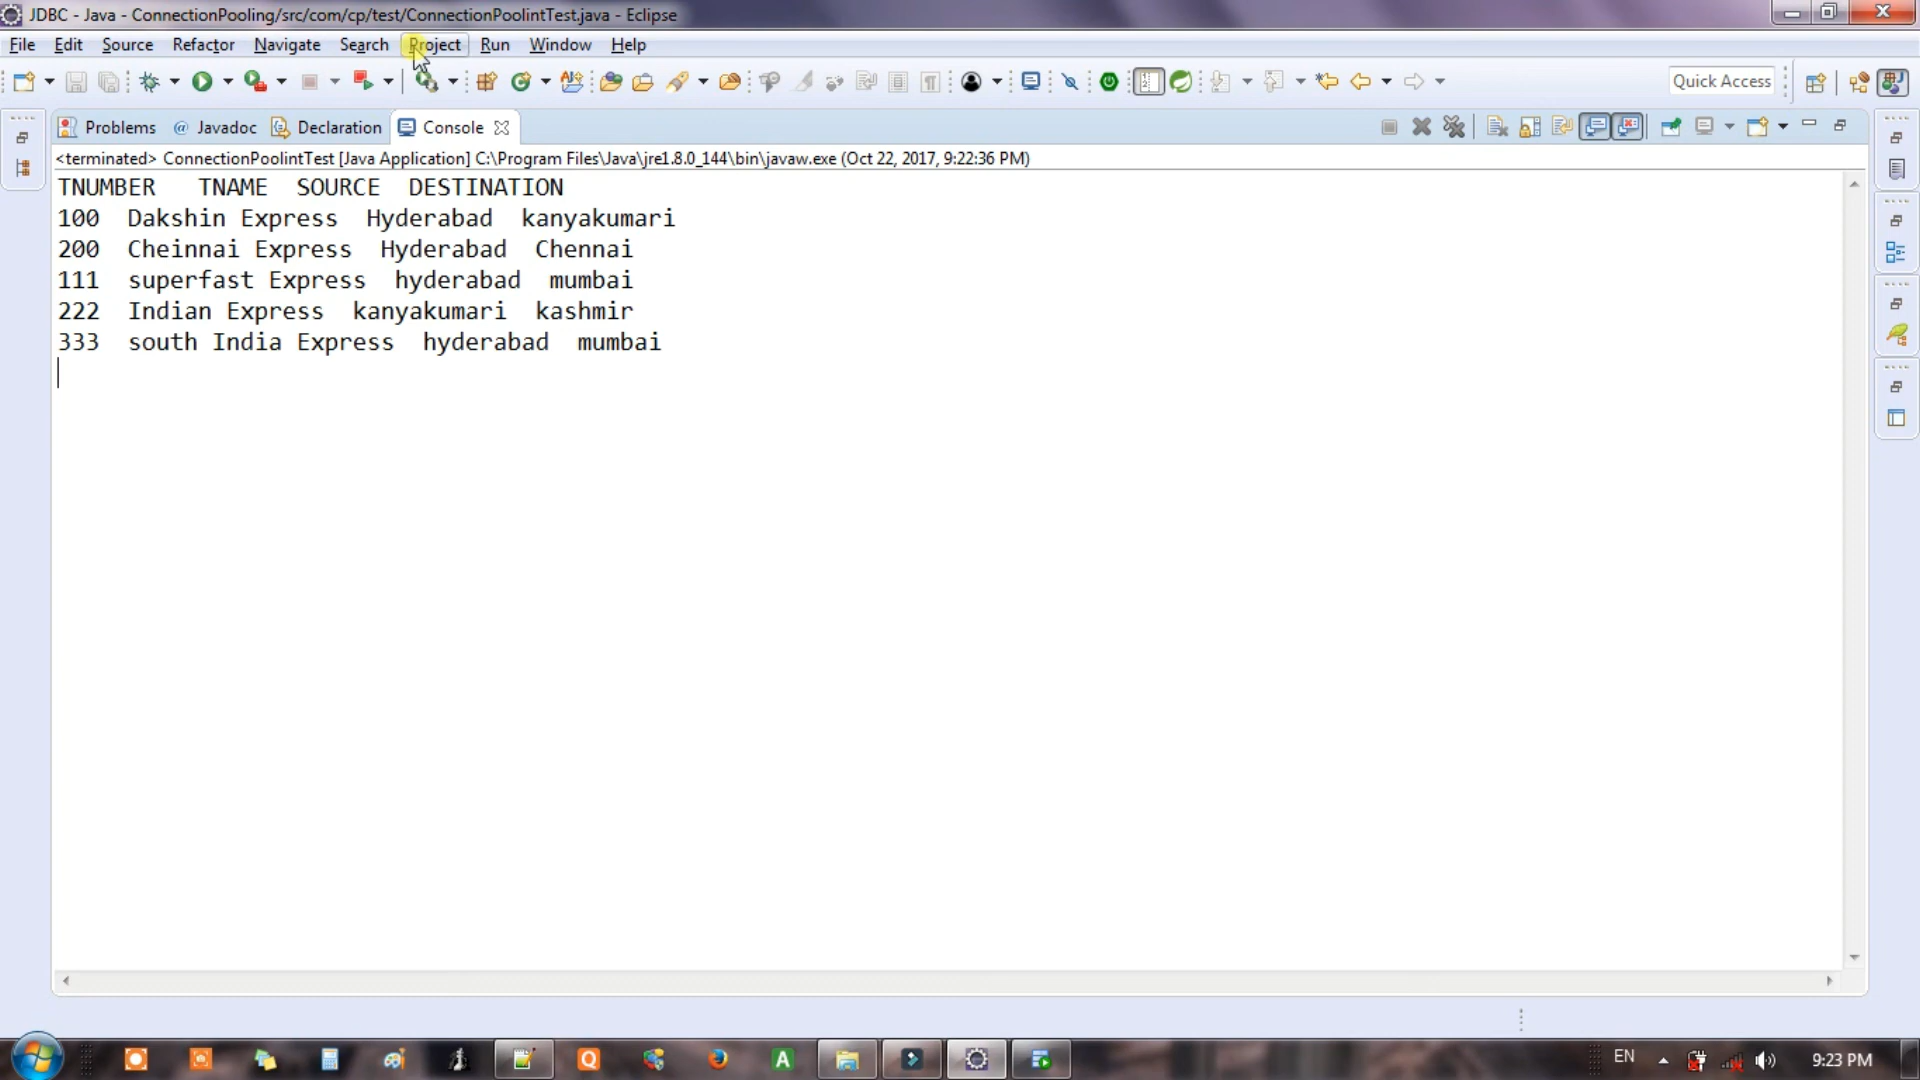 JDBC - Java - ConnectionPooling/src/com/cp/test/ConnectionPoolintTest.java - Eclipse
File Edit Source Refactor Navigate Search Project Run Window Help
Quick Access
Problems @ Javadoc Declaration Console
<terminated> ConnectionPoolintTest [Java Application] C:\Program Files\Java\jre1.8.0_144\bin\javaw.exe (Oct 22, 2017, 9:22:36 PM)
TNUMBER TNAME SOURCE DESTINATION
100 Dakshin Express Hyderabad kanyakumari
200 Cheinnai Express Hyderabad Chennai
111 superfast Express hyderabad mumbai
222 Indian Express kanyakumari kashmir
333 south India Express hyderabad mumbai
Q A EN 9:23 PM